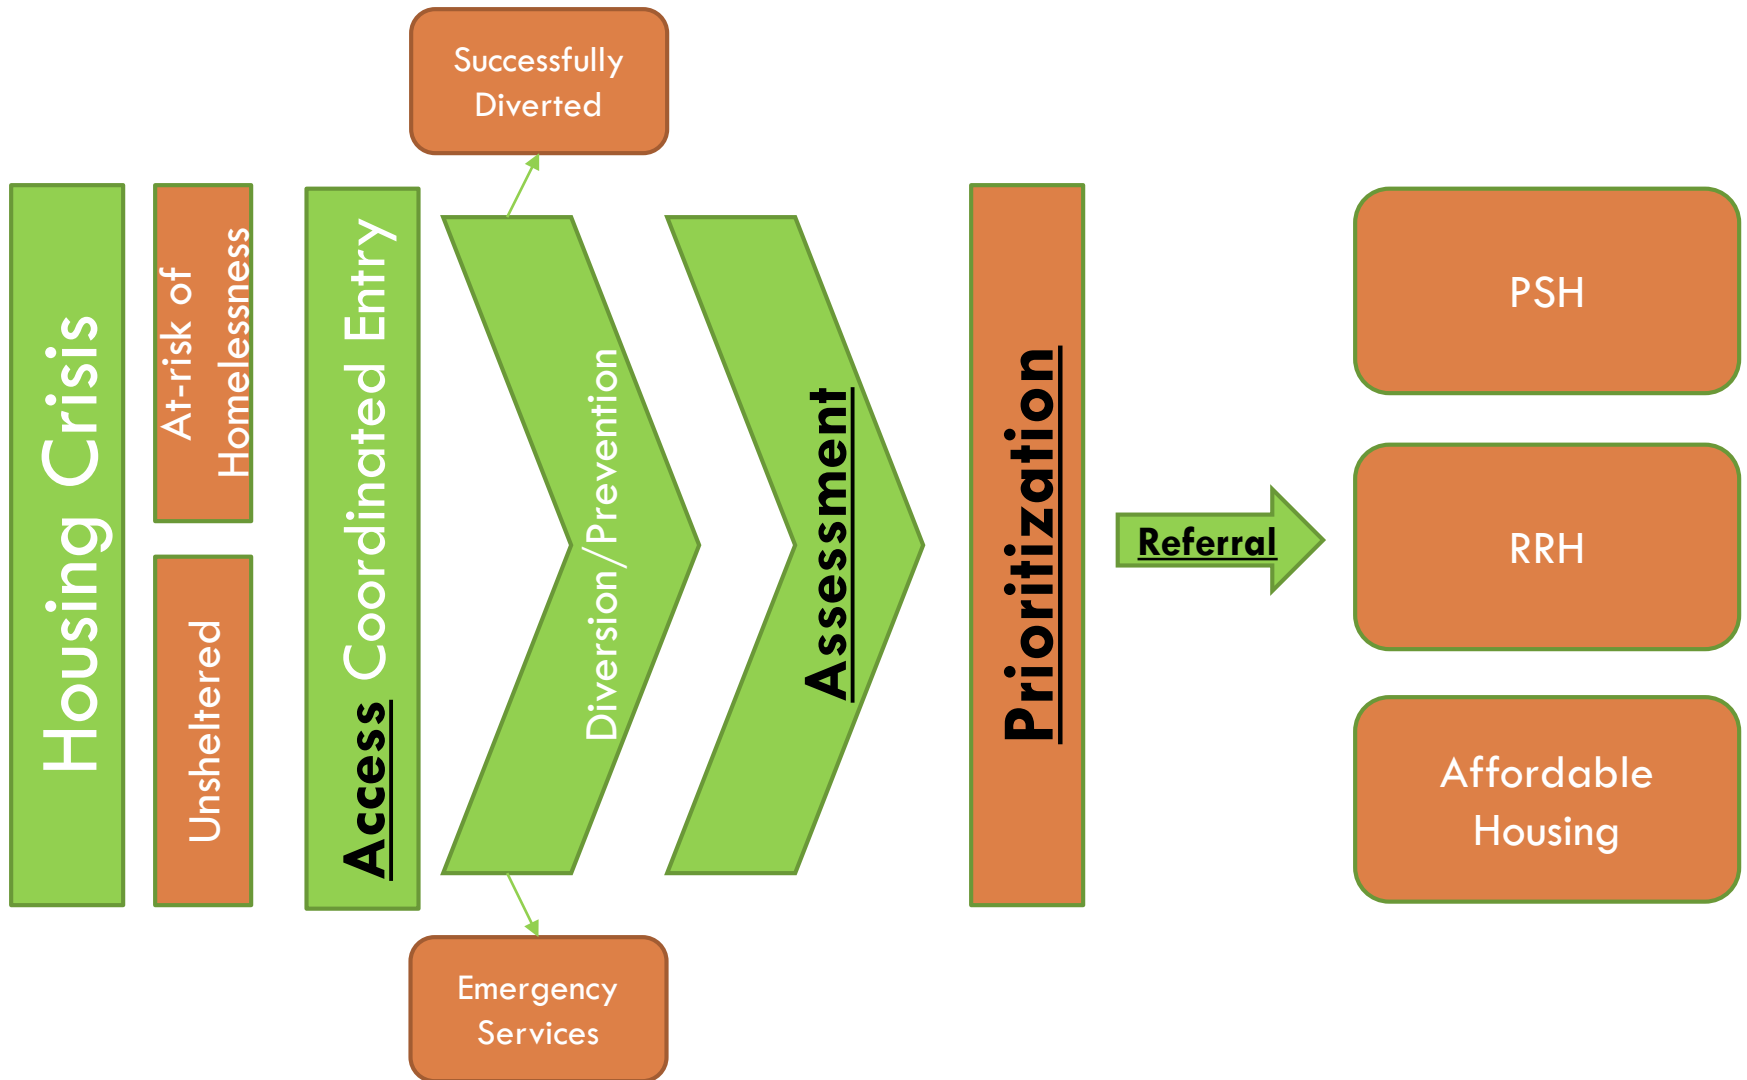 Successfully
Diverted
Housing Crisis
At-risk of
Homelessness
Unsheltered
Access Coordinated Entry
Diversion/Prevention
Assessment
Prioritization
Referral
PSH
RRH
Affordable
Housing
Emergency
Services